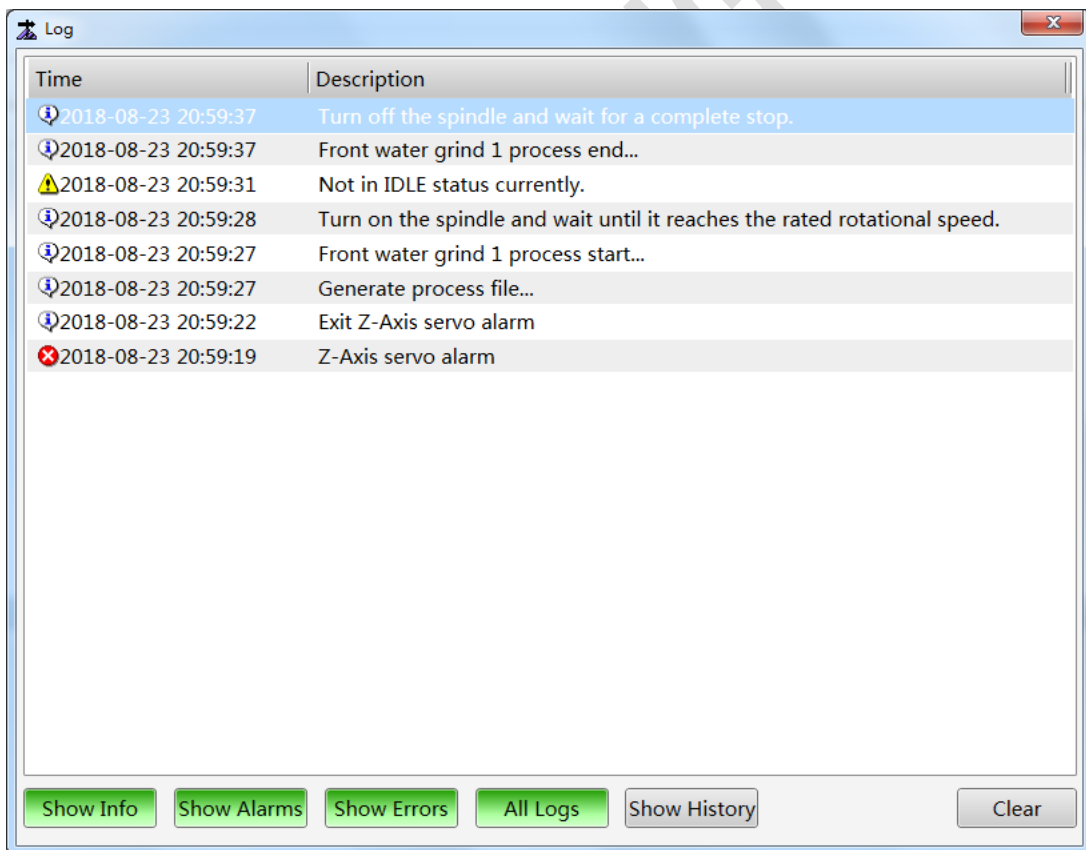 Log
Time Description
2018-08-23 20:59:37 Turn off the spindle and wait for a complete stop.
2018-08-23 20:59:37 Front water grind 1 process end...
2018-08-23 20:59:31 Not in IDLE status currently.
2018-08-23 20:59:28 Turn on the spindle and wait until it reaches the rated rotational speed.
2018-08-23 20:59:27 Front water grind 1 process start...
2018-08-23 20:59:27 Generate process file...
2018-08-23 20:59:22 Exit Z-Axis servo alarm
2018-08-23 20:59:19 Z-Axis servo alarm
Show Info Show Alarms Show Errors All Logs Show History Clear